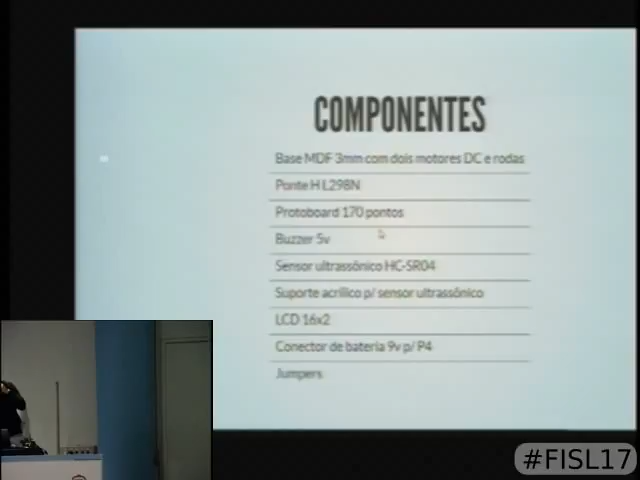 COMPONENTES
Base MDF 3mm com dois motores DC e rodas
Ponte H L298N
Protoboard 170 pontos
Buzzer 5v
Sensor ultrassônico HC-SR04
Suporte acrílico p/ sensor ultrassônico
LCD 16x2
Conector de bateria 9v p/ P4
Jumpers
#FISL17